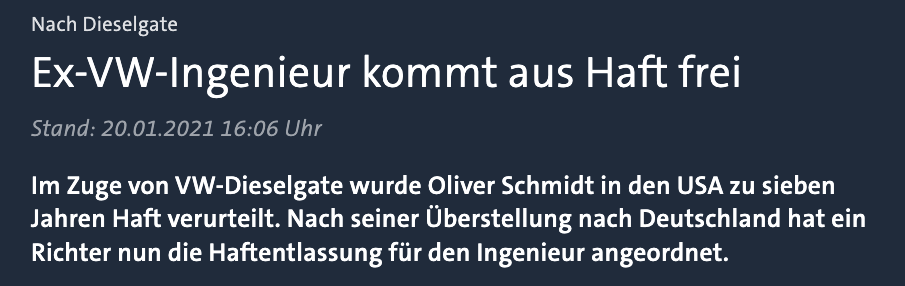 Nach Dieselgate
Ex-VW-Ingenieur kommt aus Haft frei
Stand: 20.01.2021 16:06 Uhr
Im Zuge von VW-Dieselgate wurde Oliver Schmidt in den USA zu sieben
Jahren Haft verurteilt. Nach seiner Überstellung nach Deutschland hat ein
Richter nun die Haftentlassung für den Ingenieur angeordnet.